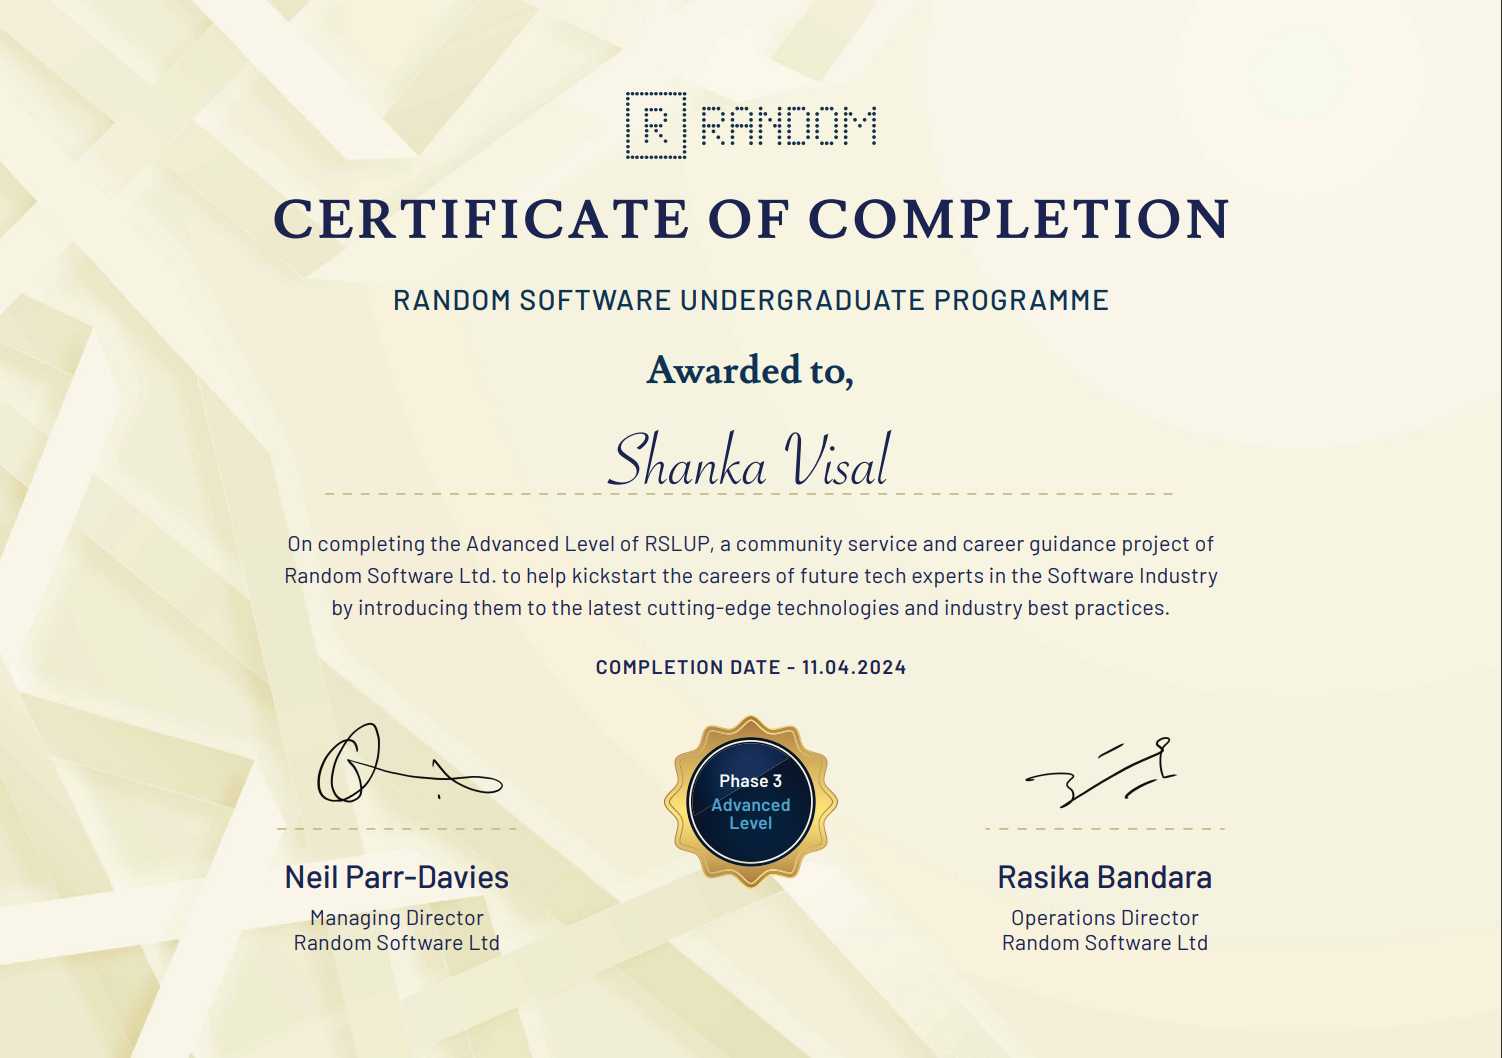 R RANDOM
CERTIFICATE OF COMPLETION
RANDOM SOFTWARE UNDERGRADUATE PROGRAMME
Awarded to,
Shanka Visal
On completing the Advanced Level of RSLUP, a community service and career guidance project of
Random Software Ltd. to help kickstart the careers of future tech experts in the Software Industry
by introducing them to the latest cutting-edge technologies and industry best practices.
COMPLETION DATE - 11.04.2024
Phase 3
Advanced
Level
Neil Parr-Davies
Managing Director
Random Software Ltd
Rasika Bandara
Operations Director
Random Software Ltd